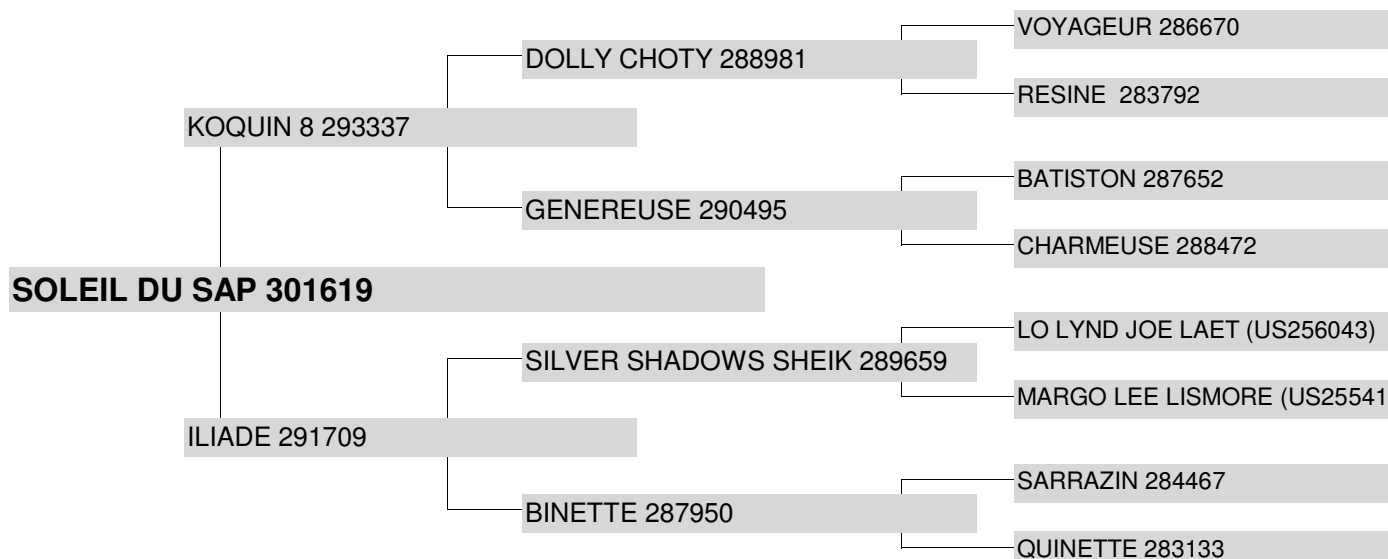 VOYAGEUR 286670
DOLLY CHOTY 288981
RESINE 283792
KOQUIN 8 293337
BATISTON 287652
GENEREUSE 290495
CHARMEUSE 288472
SOLEIL DU SAP 301619
LO LYND JOE LAET (US256043)
SILVER SHADOWS SHEIK 289659
MARGO LEE LISMORE (US25541
ILIADE 291709
SARRAZIN 284467
BINETTE 287950
QUINETTE 283133